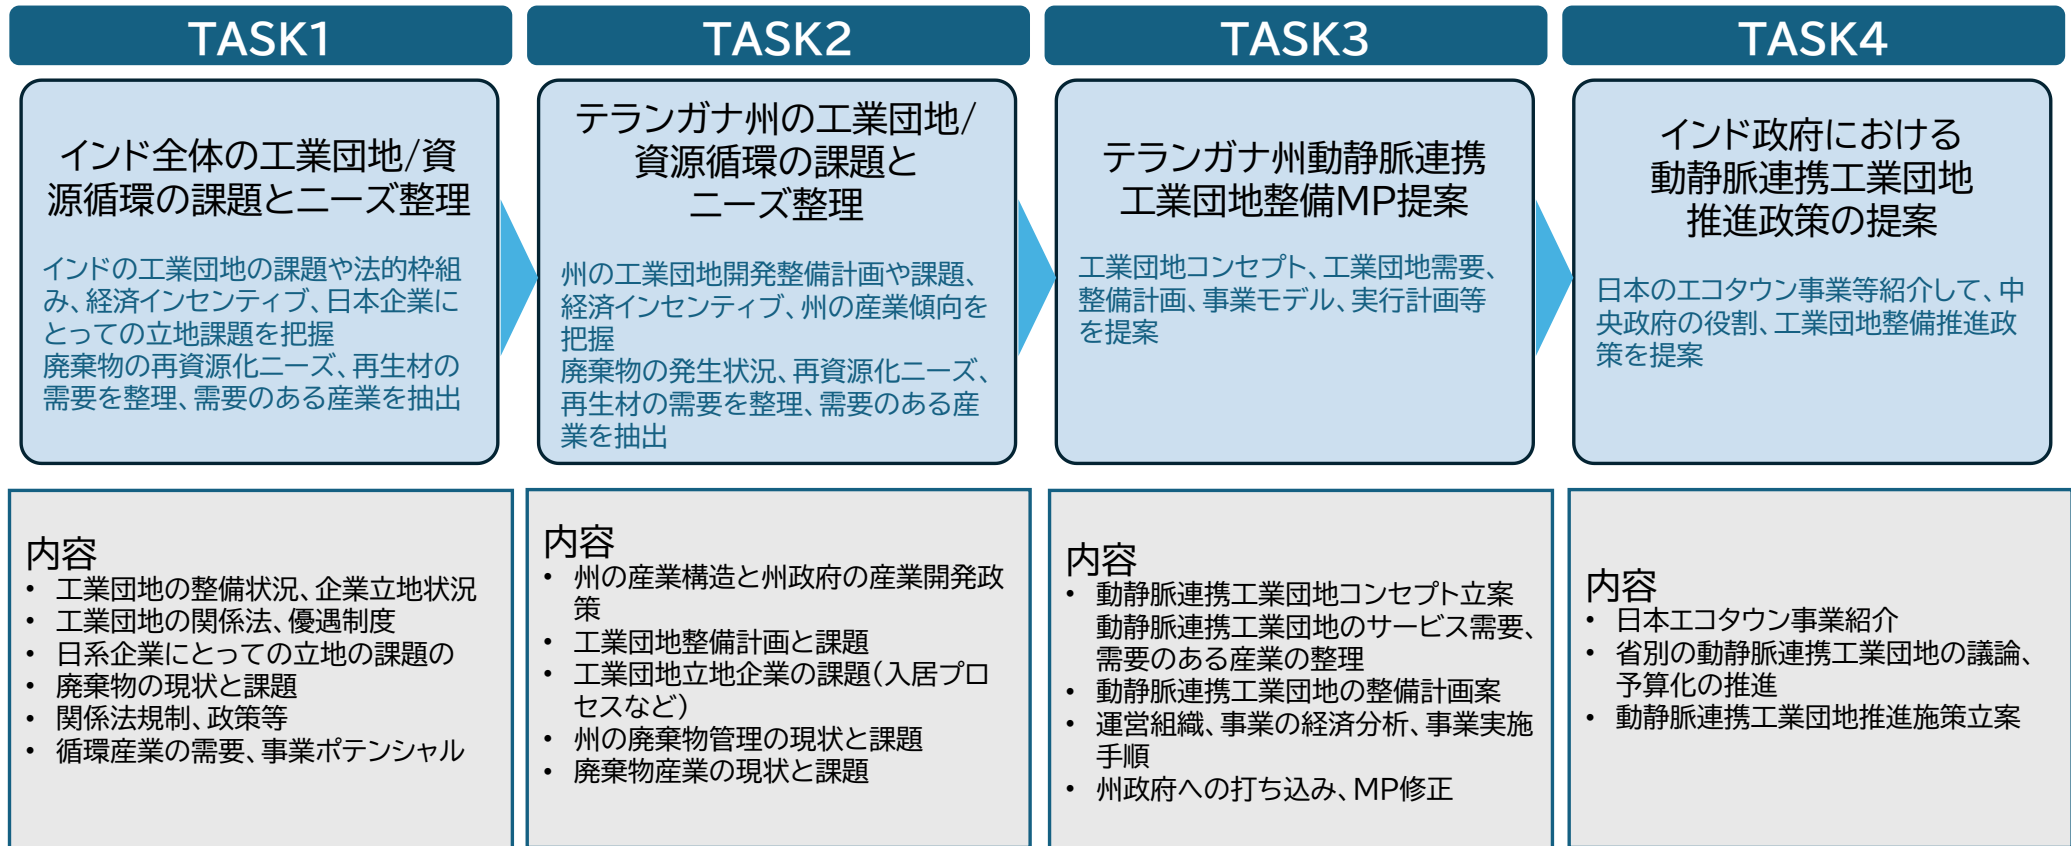 TASK1
インド全体の工業団地/資
源循環の課題とニーズ整理
インドの工業団地の課題や法的枠組
み、経済インセンティブ、日本企業に
とっての立地課題を把握
廃棄物の再資源化ニーズ、再生材の
需要を整理、需要のある産業を抽出
内容
• 工業団地の整備状況、企業立地状況
• 工業団地の関係法、優遇制度
• 日系企業にとっての立地の課題の
• 廃棄物の現状と課題
• 関係法規制、政策等
• 循環産業の需要、事業ポテンシャル
TASK2
テランガナ州の工業団地/
資源循環の課題と
ニーズ整理
州の工業団地開発整備計画や課題、
経済インセンティブ、州の産業傾向を
把握
廃棄物の発生状況、再資源化ニーズ、
再生材の需要を整理、需要のある産
業を抽出
内容
• 州の産業構造と州政府の産業開発政
策
• 工業団地整備計画と課題
• 工業団地立地企業の課題(入居プロ
セスなど)
• 州の廃棄物管理の現状と課題
• 廃棄物産業の現状と課題
TASK3
テランガナ州動静脈連携
工業団地整備MP提案
工業団地コンセプト、工業団地需要、
整備計画、事業モデル、実行計画等
を提案
内容
• 動静脈連携工業団地コンセプト立案
動静脈連携工業団地のサービス需要、
需要のある産業の整理
• 動静脈連携工業団地の整備計画案
• 運営組織、事業の経済分析、事業実施
手順
• 州政府への打ち込み、MP修正
TASK4
インド政府における
動静脈連携工業団地
推進政策の提案
日本のエコタウン事業等紹介して、中
央政府の役割、工業団地整備推進政
策を提案
内容
• 日本エコタウン事業紹介
• 省別の動静脈連携工業団地の議論、
予算化の推進
• 動静脈連携工業団地推進施策立案